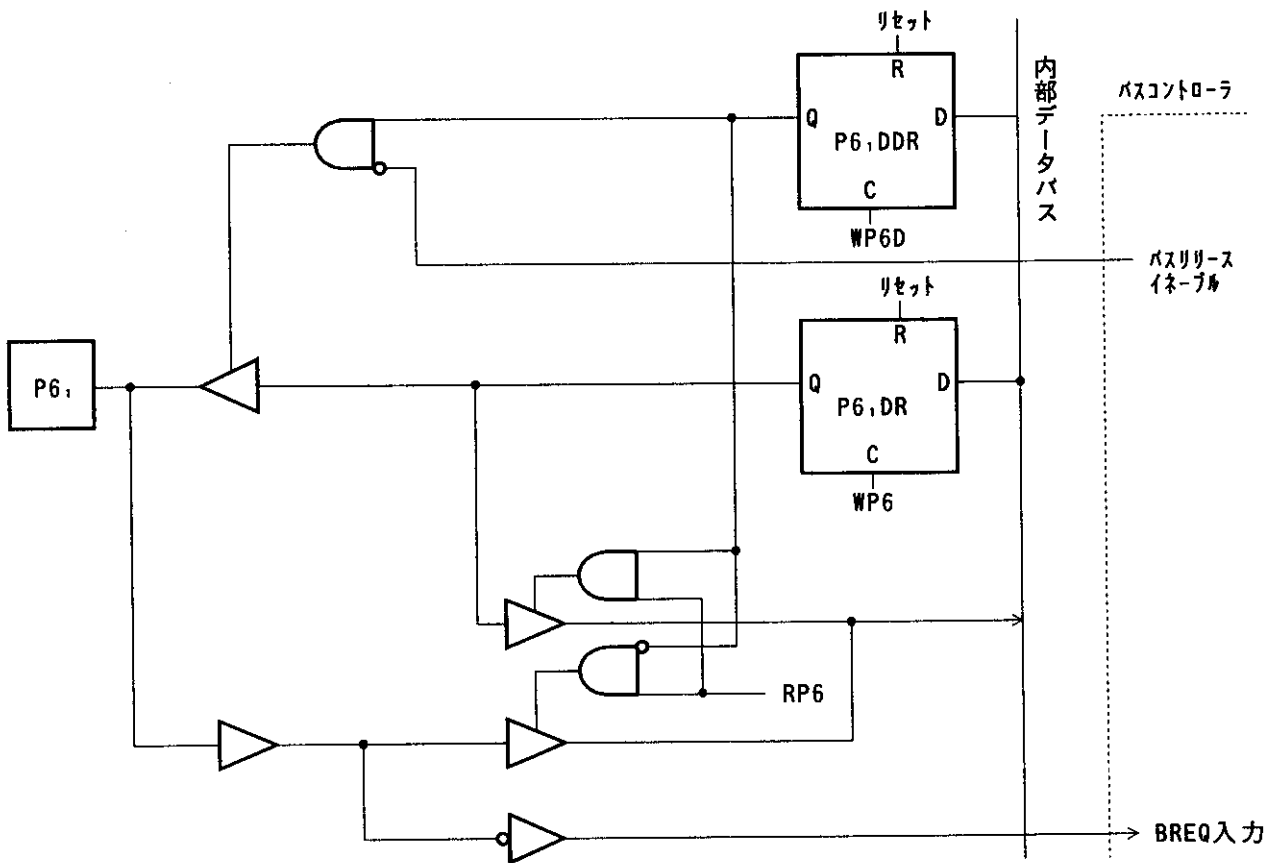 リセット
R
Q
D
P6₁DDR
C
WP6D
内部データバス
バスコントローラ
バスリリース
イネーブル
リセット
R
Q
D
P6₁DR
C
WP6
P6₁
RP6
BREQ入力